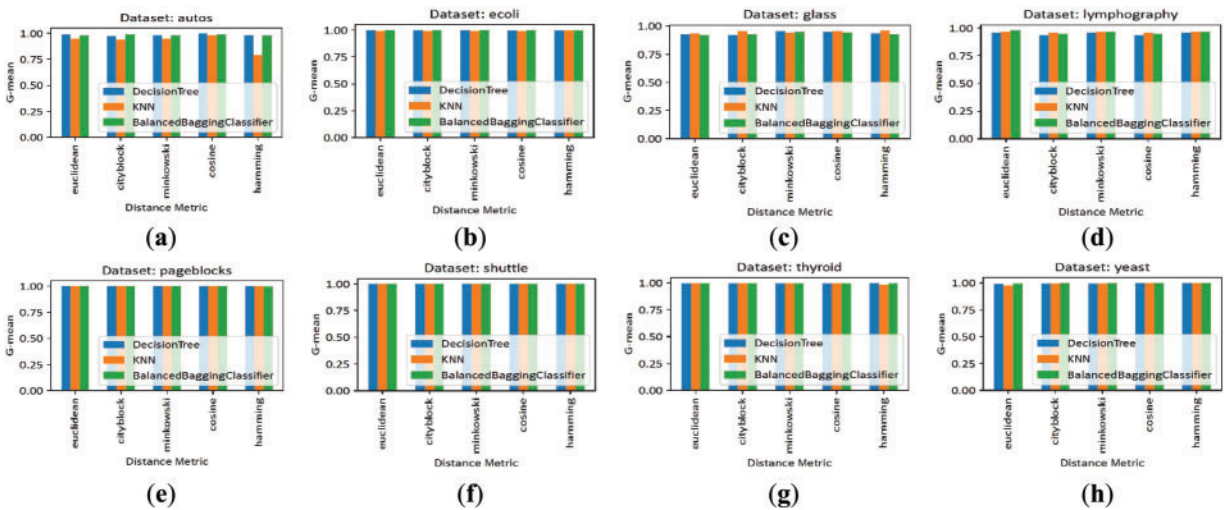 Dataset: autos
G-mean
1.00
0.75
0.50
0.25
0.00
DecisionTree
KNN
BalancedBaggingClassifier
euclidean
cityblock
minkowski
cosine
hamming
Distance Metric
(a)
Dataset: ecoli
G-mean
1.00
0.75
0.50
0.25
0.00
DecisionTree
KNN
BalancedBaggingClassifier
euclidean
cityblock
minkowski
cosine
hamming
Distance Metric
(b)
Dataset: glass
G-mean
1.00
0.75
0.50
0.25
0.00
DecisionTree
KNN
BalancedBaggingClassifier
euclidean
cityblock
minkowski
cosine
hamming
Distance Metric
(c)
Dataset: lymphography
G-mean
1.00
0.75
0.50
0.25
0.00
DecisionTree
KNN
BalancedBaggingClassifier
euclidean
cityblock
minkowski
cosine
hamming
Distance Metric
(d)
Dataset: pageblocks
G-mean
1.00
0.75
0.50
0.25
0.00
DecisionTree
KNN
BalancedBaggingClassifier
euclidean
cityblock
minkowski
cosine
hamming
Distance Metric
(e)
Dataset: shuttle
G-mean
1.00
0.75
0.50
0.25
0.00
DecisionTree
KNN
BalancedBaggingClassifier
euclidean
cityblock
minkowski
cosine
hamming
Distance Metric
(f)
Dataset: thyroid
G-mean
1.00
0.75
0.50
0.25
0.00
DecisionTree
KNN
BalancedBaggingClassifier
euclidean
cityblock
minkowski
cosine
hamming
Distance Metric
(g)
Dataset: yeast
G-mean
1.00
0.75
0.50
0.25
0.00
DecisionTree
KNN
BalancedBaggingClassifier
euclidean
cityblock
minkowski
cosine
hamming
Distance Metric
(h)